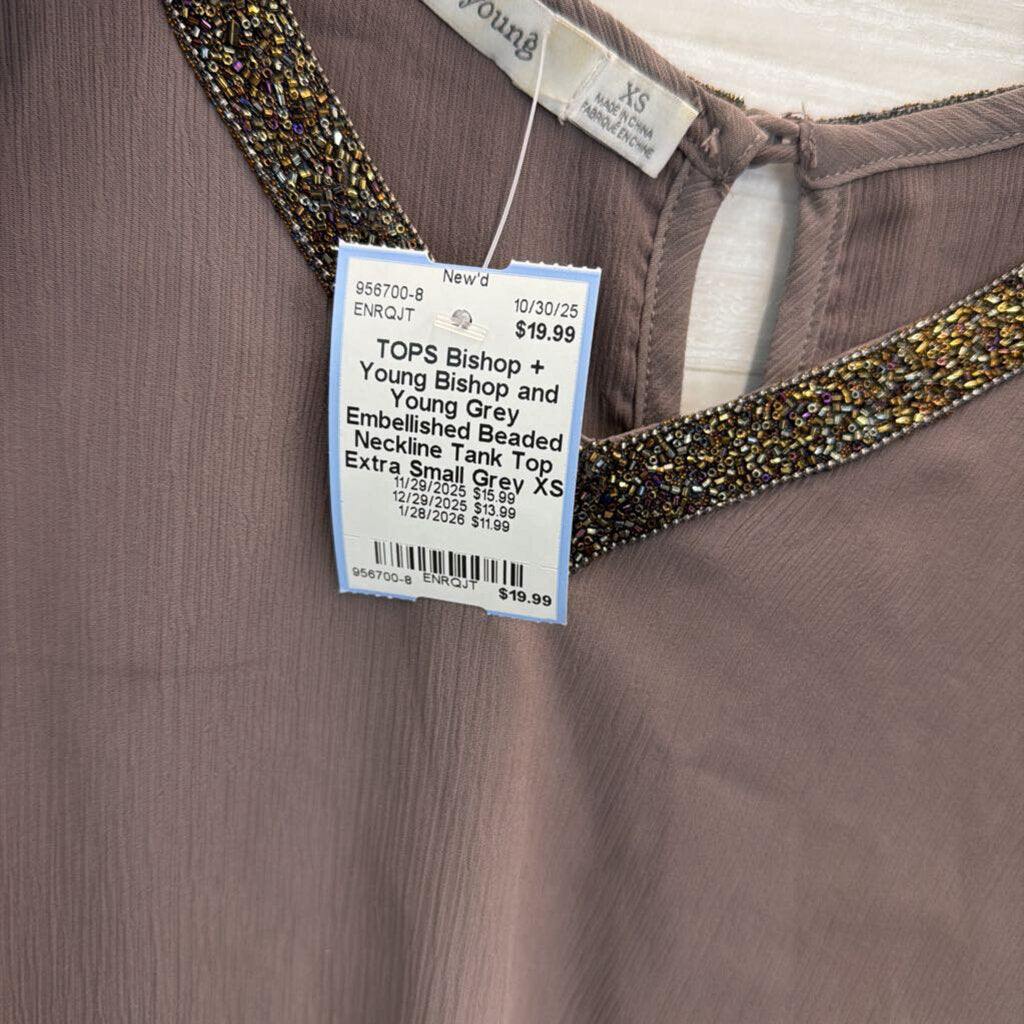 young
XS
MADE IN CHINA
FABRIQUE EN CHINE
New'd
956700-8
ENRQJT
10/30/25
$19.99
TOPS Bishop +
Young Bishop and
Young Grey
Embellished Beaded
Neckline Tank Top
Extra Small Grey XS
11/29/2025 $15.99
12/29/2025 $13.99
1/28/2026 $11.99
956700-8 ENRQJT $19.99